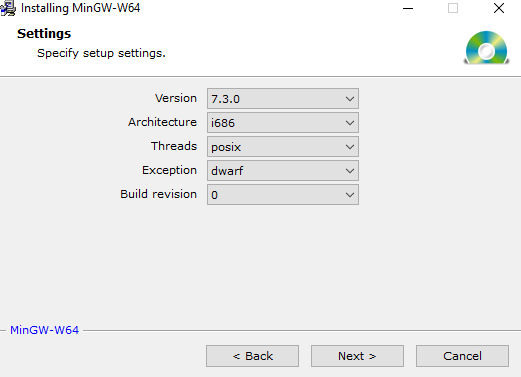 Installing MinGW-W64
Settings
Specify setup settings.
Version 7.3.0
Architecture i686
Threads posix
Exception dwarf
Build revision 0
MinGW-W64
< Back Next > Cancel